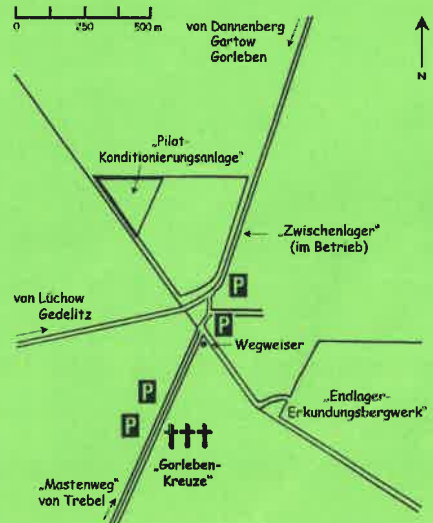 0 250 500 m
von Dannenberg
Gartow
Gorleben
N
„Pilot-
Konditionierungsanlage"
„Zwischenlager"
(im Betrieb)
P
von Lüchow
Gedelitz
P
Wegweiser
„Endlager-
Erkundungsbergwerk"
P
P
„Gorleben-
Kreuze"
„Mastenweg"
von Trebel